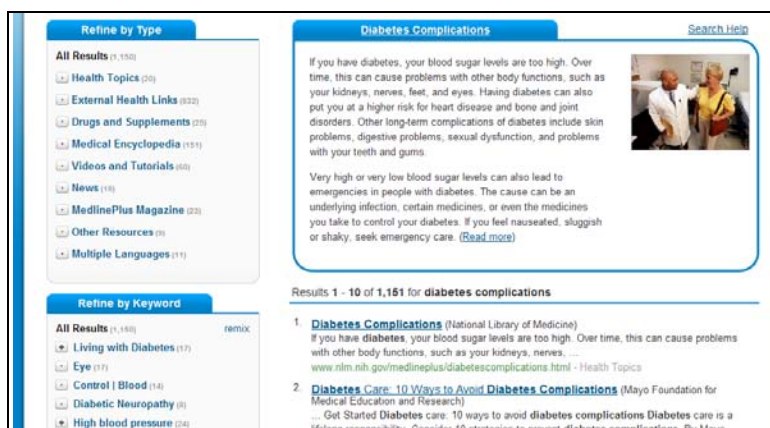 Refine by Type
All Results (1,150)
Health Topics (20)
External Health Links (832)
Drugs and Supplements (25)
Medical Encyclopedia (151)
Videos and Tutorials (60)
News (19)
MedlinePlus Magazine (23)
Other Resources (9)
Multiple Languages (11)
Refine by Keyword
All Results (1,150) remix
Living with Diabetes (17)
Eye (17)
Control | Blood (14)
Diabetic Neuropathy (8)
High blood pressure (24)
Diabetes Complications
Search Help
If you have diabetes, your blood sugar levels are too high. Over
time, this can cause problems with other body functions, such as
your kidneys, nerves, feet, and eyes. Having diabetes can also
put you at a higher risk for heart disease and bone and joint
disorders. Other long-term complications of diabetes include skin
problems, digestive problems, sexual dysfunction, and problems
with your teeth and gums.
Very high or very low blood sugar levels can also lead to
emergencies in people with diabetes. The cause can be an
underlying infection, certain medicines, or even the medicines
you take to control your diabetes. If you feel nauseated, sluggish
or shaky, seek emergency care. (Read more)
Results 1 - 10 of 1,151 for diabetes complications
1. Diabetes Complications (National Library of Medicine)
If you have diabetes, your blood sugar levels are too high. Over time, this can cause problems
with other body functions, such as your kidneys, nerves, ...
www.nlm.nih.gov/medlineplus/diabetescomplications.html - Health Topics
2. Diabetes Care: 10 Ways to Avoid Diabetes Complications (Mayo Foundation for
Medical Education and Research)
... Get Started Diabetes care: 10 ways to avoid diabetes complications Diabetes care is a